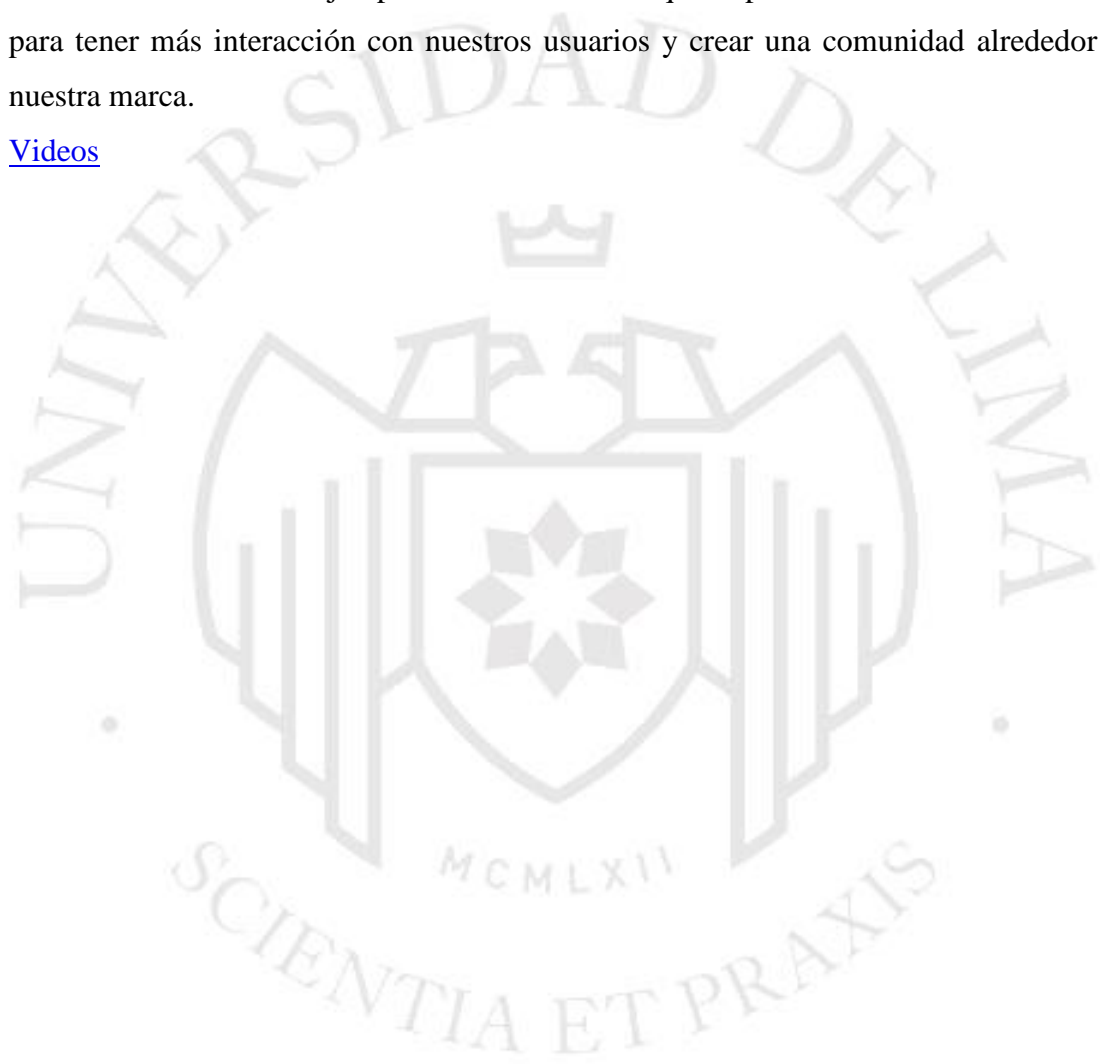 para tener más interacción con nuestros usuarios y crear una comunidad alrededor
nuestra marca.
Videos
UNIVERSIDAD DE LIMA
MCMLXII
SCIENTIA ET PRAXIS